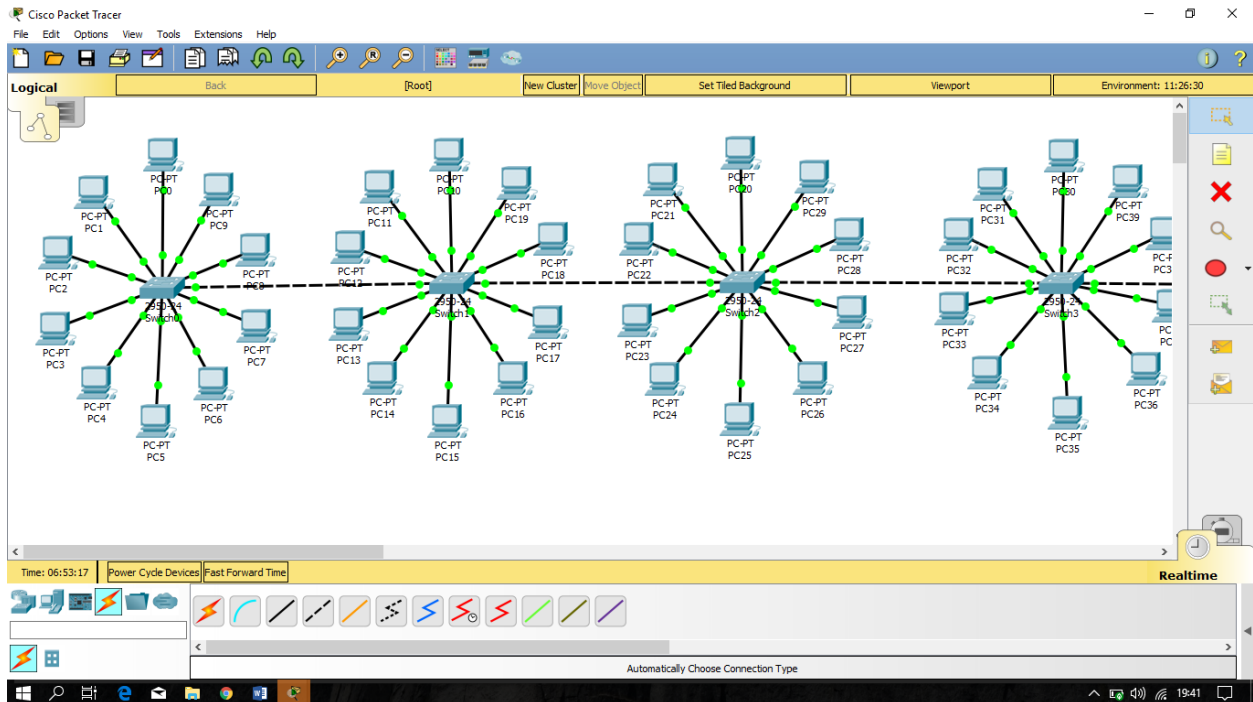 Cisco Packet Tracer
File Edit Options View Tools Extensions Help
Logical Back [Root] New Cluster Move Object Set Tiled Background Viewport Environment: 11:26:30
PC-PT
PC0
PC-PT
PC1
PC-PT
PC9
PC-PT
PC2
PC-PT
PC8
2950-24
Switch0
PC-PT
PC3
PC-PT
PC7
PC-PT
PC4
PC-PT
PC6
PC-PT
PC5
PC-PT
PC10
PC-PT
PC11
PC-PT
PC19
PC-PT
PC12
PC-PT
PC18
2950-24
Switch1
PC-PT
PC13
PC-PT
PC17
PC-PT
PC14
PC-PT
PC16
PC-PT
PC15
PC-PT
PC20
PC-PT
PC21
PC-PT
PC29
PC-PT
PC22
PC-PT
PC28
2950-24
Switch2
PC-PT
PC23
PC-PT
PC27
PC-PT
PC24
PC-PT
PC26
PC-PT
PC25
PC-PT
PC30
PC-PT
PC31
PC-PT
PC39
PC-PT
PC32
PC-P
PC3
2950-24
Switch3
PC-PT
PC33
PC
PC
PC-PT
PC34
PC-PT
PC36
PC-PT
PC35
Time: 06:53:17 Power Cycle Devices Fast Forward Time Realtime
Automatically Choose Connection Type
19:41